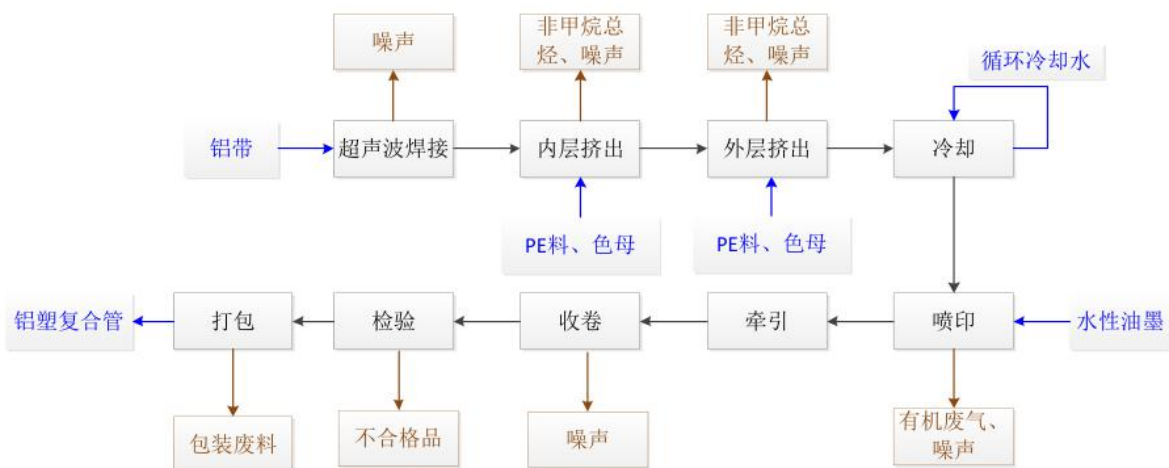 噪声
非甲烷总
烃、噪声
非甲烷总
烃、噪声
循环冷却水
铝带
超声波焊接
内层挤出
外层挤出
冷却
PE料、色母
PE料、色母
铝塑复合管
打包
检验
收卷
牵引
喷印
水性油墨
包装废料
不合格品
噪声
有机废气、
噪声